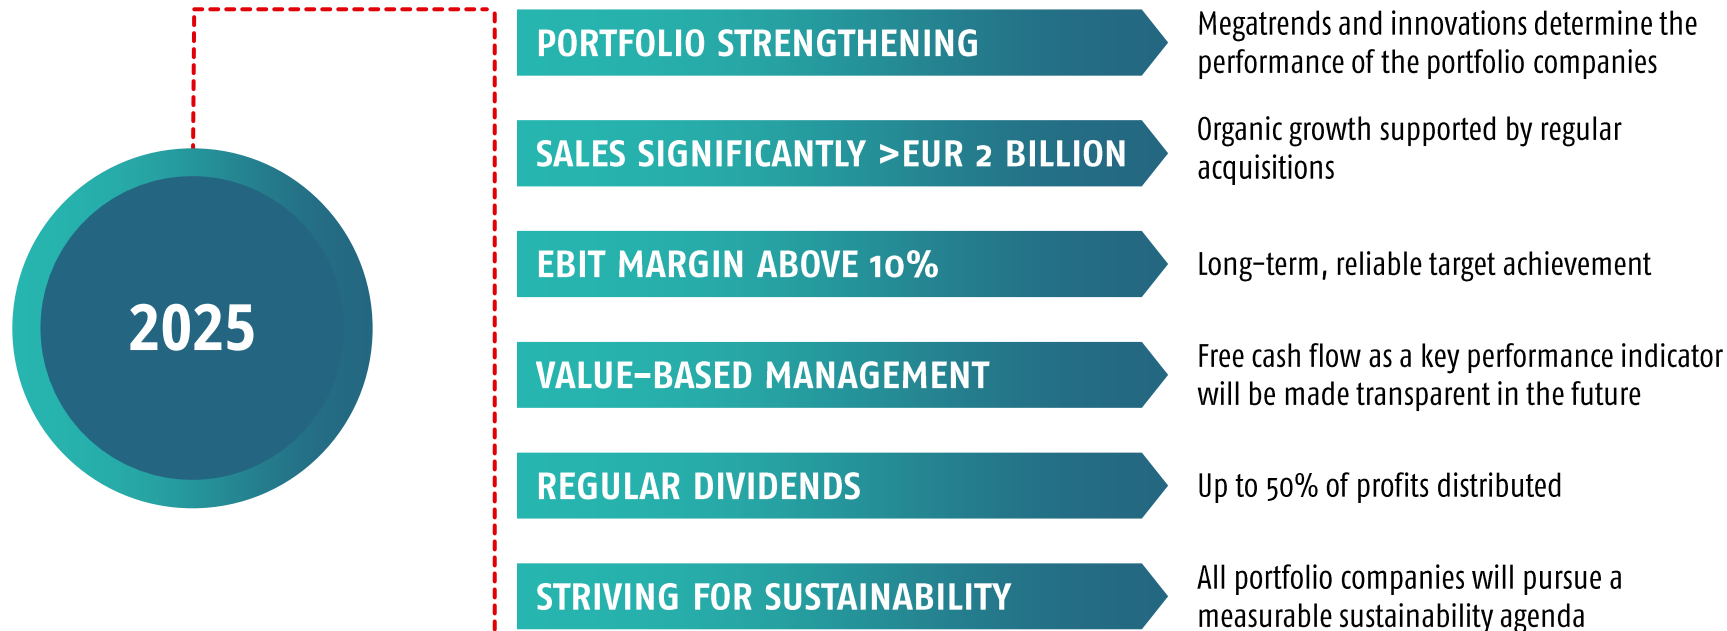 2025
PORTFOLIO STRENGTHENING
Megatrends and innovations determine the
performance of the portfolio companies
SALES SIGNIFICANTLY >EUR 2 BILLION
Organic growth supported by regular
acquisitions
EBIT MARGIN ABOVE 10%
Long-term, reliable target achievement
VALUE-BASED MANAGEMENT
Free cash flow as a key performance indicator
will be made transparent in the future
REGULAR DIVIDENDS
Up to 50% of profits distributed
STRIVING FOR SUSTAINABILITY
All portfolio companies will pursue a
measurable sustainability agenda